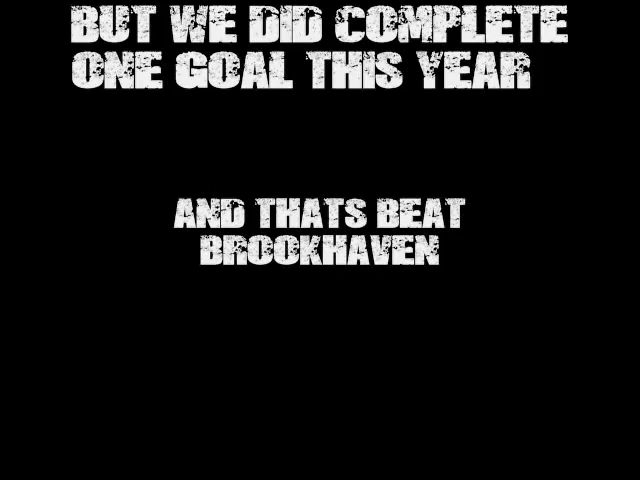 BUT WE DID COMPLETE
ONE GOAL THIS YEAR
AND THATS BEAT
BROOKHAVEN